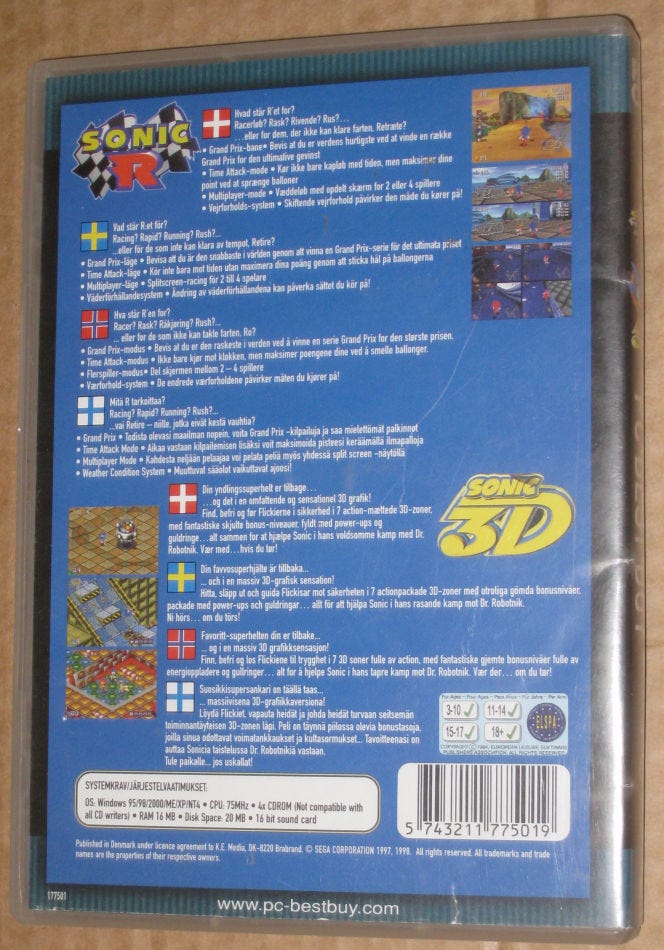 SONIC R
Hvad står R'et for?
Racerløb? Rask? Rivende? Rus?...
...eller for dem, der ikke kan klare farten, Retræte?
• Grand Prix-bane • Bevis at du er verdens hurtigste ved at vinde en række
Grand Prix for den ultimative gevinst
• Time Attack-mode • Kør ikke bare kapløb med tiden, men maksimer dine
point ved at sprænge balloner
• Multiplayer-mode • Væddeløb med opdelt skærm for 2 eller 4 spillere
• Vejrforholds-system • Skiftende vejrforhold påvirker den måde du kører på!
Vad står R:et för?
Racing? Rapid? Running? Rush?...
...eller för de som inte kan klara av tempot, Retire?
• Grand Prix-läge • Bevisa att du är den snabbaste i världen genom att vinna en Grand Prix-serie för det ultimata priset
• Time Attack-läge • Kör inte bara mot tiden utan maximera dina poäng genom att sticka hål på ballongerna
• Multiplayer-läge • Splitscreen-racing för 2 till 4 spelare
• Väderförhållandesystem • Ändring av väderförhållandena kan påverka sättet du kör på!
Hva står R'en for?
Racer? Rask? Råkjøring? Rush?...
... eller for de som ikke kan takle farten, Ro?
• Grand Prix-modus • Bevis at du er den raskeste i verden ved å vinne en serie Grand Prix for den største prisen.
• Time Attack-modus • Ikke bare kjør mot klokken, men maksimer poengene dine ved å smelle ballonger.
• Flerspiller-modus • Del skjermen mellom 2 – 4 spillere
• Værforhold-system • De endrede værforholdene påvirker måten du kjører på!
Mitä R tarkoittaa?
Racing? Rapid? Running? Rush?...
...vai Retire – niille, jotka eivät kestä vauhtia?
• Grand Prix • Todista olevasi maailman nopein, voita Grand Prix -kilpailuja ja saa mielettömät palkinnot
• Time Attack Mode • Aikaa vastaan kilpailemisen lisäksi voit maksimoida pisteesi keräämällä ilmapalloja
• Multiplayer Mode • Kahdesta neljään pelaajaa voi pelata peliä myös yhdessä split screen -näytöllä
• Weather Condition System • Muuttuvat sääolot vaikuttavat ajoosi!
SONIC 3D
Din yndlingssuperhelt er tilbage...
...og i det en omfattende og sensationel 3D grafik!
Find, befri og før Flickierne i sikkerhed i 7 action-mættede 3D-zoner,
med fantastiske skjulte bonus-niveauer, fyldt med power-ups og
guldringe...alt sammen for at hjælpe Sonic i hans voldsomme kamp med Dr.
Robotnik. Vær med...hvis du tør!
Din favvosuperhjälte är tillbaka...
... och i en massiv 3D-grafisk sensation!
Hitta, släpp ut och guida Flickisar mot säkerheten i 7 actionpackade 3D-zoner med otroliga gömda bonusnivåer,
packade med power-ups och guldringar... allt för att hjälpa Sonic i hans rasande kamp mot Dr. Robotnik.
Ni hörs... om du törs!
Favoritt-superhelten din er tilbake...
... og i en massiv 3D grafikksensasjon!
Finn, befri og los Flickiene til trygghet i 7 3D soner fulle av action, med fantastiske gjemte bonusnivåer fulle av
energioppladere og gullringer... alt for å hjelpe Sonic i hans tapre kamp mot Dr. Robotnik. Vær der... om du tør!
Suosikkisupersankari on täällä taas...
... massiivisena 3D-grafiikkaversiona!
Löydä Flickiet, vapauta heidät ja johda heidät turvaan seitsemän
toiminnantäyteisen 3D-zonen läpi. Peli on täynnä piilossa olevia bonustasoja,
joilla sinua odottavat voimatankkaukset ja kultasormukset... Tavoitteenasi on
auttaa Sonicia taistelussa Dr. Robotnikiä vastaan.
Tule paikalle... jos uskallat!
For Ages - Pour Ages - Para Años - Für Jahre - Per Anni
3-10 11-14
15-17 18+
ELSPA
COPYRIGHT © 1994, EUROPEAN LEISURE SOFTWARE
PUBLISHERS ASSOCIATION. ALL RIGHTS RESERVED
SYSTEMKRAV/JÄRJESTELVAATIMUKSET:
OS: Windows 95/98/2000/ME/XP/NT4 • CPU: 75MHz • 4x CDROM (Not compatible with
all CD writers) • RAM 16 MB • Disk Space: 20 MB • 16 bit sound card
5 743211 775019
Published in Denmark under licence agreement to K.E. Media, DK-8220 Brabrand. © SEGA CORPORATION 1997, 1998. All rights reserved. All trademarks and trade
names are the properties of their respective owners.
177501
www.pc-bestbuy.com